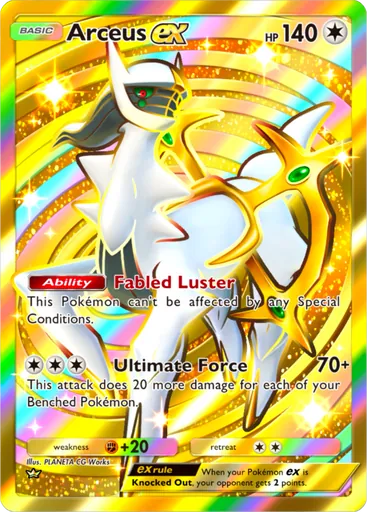 BASIC Arceus ex HP 140
Ability Fabled Luster
This Pokémon can't be affected by any Special
Conditions.
Ultimate Force 70+
This attack does 20 more damage for each of your
Benched Pokémon.
weakness +20 retreat
Illus. PLANETA CG Works
ex rule When your Pokémon ex is
Knocked Out, your opponent gets 2 points.